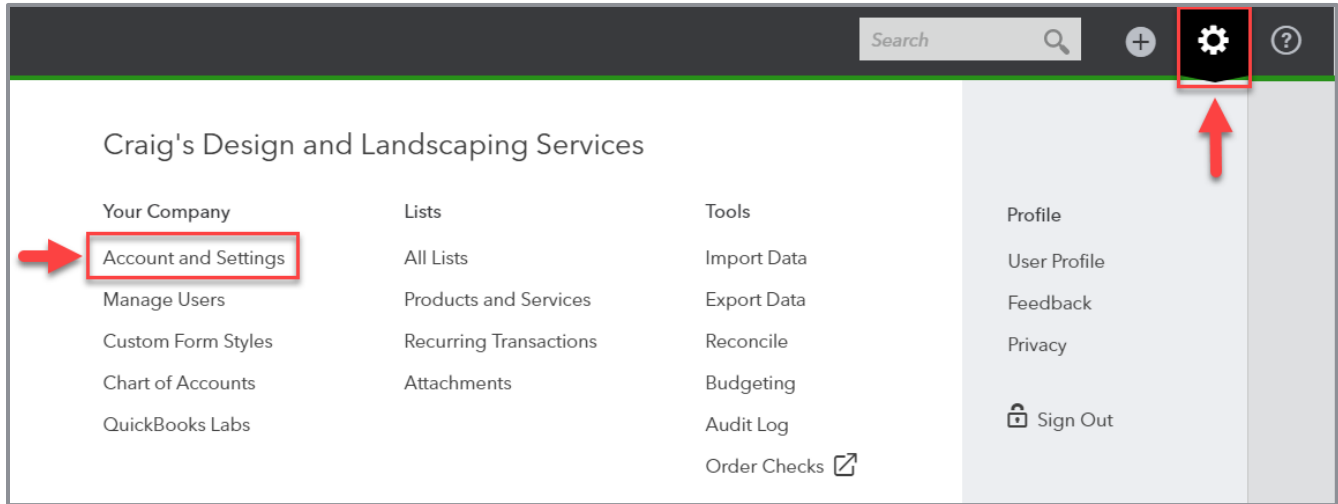 Search
Craig's Design and Landscaping Services
Your Company
Account and Settings
Manage Users
Custom Form Styles
Chart of Accounts
QuickBooks Labs
Lists
All Lists
Products and Services
Recurring Transactions
Attachments
Tools
Import Data
Export Data
Reconcile
Budgeting
Audit Log
Order Checks
Profile
User Profile
Feedback
Privacy
Sign Out